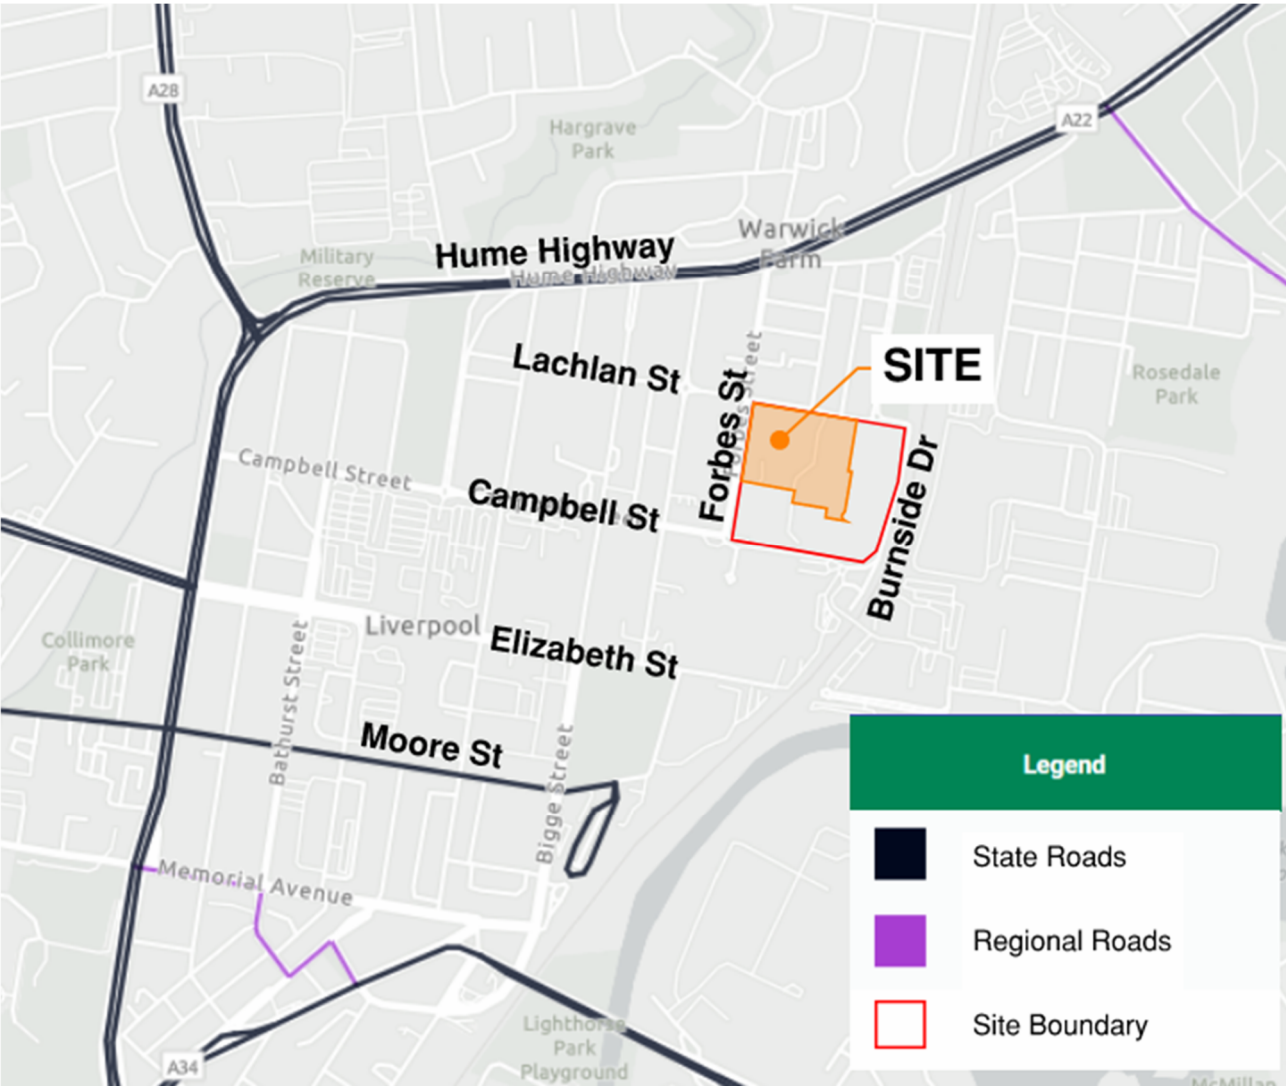 A28
A22
Hargrave
Park
Warwick
Farm
Hume Highway
Hume Highway
Military
Reserve
Lachlan St
Forbes St
Forbes Street
SITE
Rosedale
Park
Campbell Street
Campbell St
Burnside Dr
Liverpool
Elizabeth St
Collimore
Park
Bathurst Street
Moore St
Bigge Street
Memorial Avenue
Legend
State Roads
Regional Roads
Site Boundary
Lighthorse
Park
Playground
A34